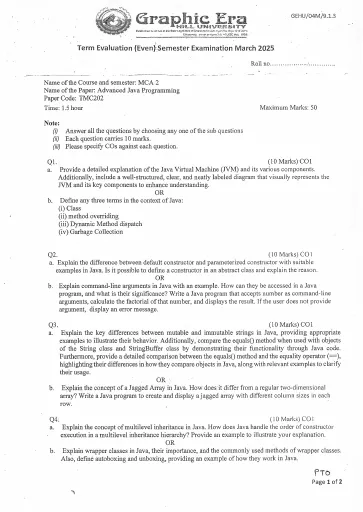 GEHU/04M/9.1.5
Graphic Era
HILL UNIVERSITY
Term Evaluation (Even) Semester Examination March 2025
Roll no.……………/…………
Name of the Course and semester: MCA 2
Name of the Paper: Advanced Java Programming
Paper Code: TMC202
Time: 1.5 hour Maximum Marks: 50
Note:
(i) Answer all the questions by choosing any one of the sub questions
(ii) Each question carries 10 marks.
(iii) Please specify COs against each question.
Q1. (10 Marks) CO1
a. Provide a detailed explanation of the Java Virtual Machine (JVM) and its various components.
Additionally, include a well-structured, clear, and neatly labeled diagram that visually represents the
JVM and its key components to enhance understanding.
OR
b. Define any three terms in the context of Java:
(i) Class
(ii) method overriding
(iii) Dynamic Method dispatch
(iv) Garbage Collection
Q2. (10 Marks) CO1
a. Explain the difference between default constructor and parameterized constructor with suitable
examples in Java. Is it possible to define a constructor in an abstract class and explain the reason.
OR
b. Explain command-line arguments in Java with an example. How can they be accessed in a Java
program, and what is their significance? Write a Java program that accepts number as command-line
arguments, calculate the factorial of that number, and displays the result. If the user does not provide
argument, display an error message.
Q3. (10 Marks) CO1
a. Explain the key differences between mutable and immutable strings in Java, providing appropriate
examples to illustrate their behavior. Additionally, compare the equals() method when used with objects
of the String class and StringBuffer class by demonstrating their functionality through Java code.
Furthermore, provide a detailed comparison between the equals() method and the equality operator (==),
highlighting their differences in how they compare objects in Java, along with relevant examples to clarify
their usage.
OR
b. Explain the concept of a Jagged Array in Java. How does it differ from a regular two-dimensional
array? Write a Java program to create and display a jagged array with different column sizes in each
row.
Q4. (10 Marks) CO1
a. Explain the concept of multilevel inheritance in Java. How does Java handle the order of constructor
execution in a multilevel inheritance hierarchy? Provide an example to illustrate your explanation.
OR
b. Explain wrapper classes in Java, their importance, and the commonly used methods of wrapper classes.
Also, define autoboxing and unboxing, providing an example of how they work in Java.
PTO
Page 1 of 2